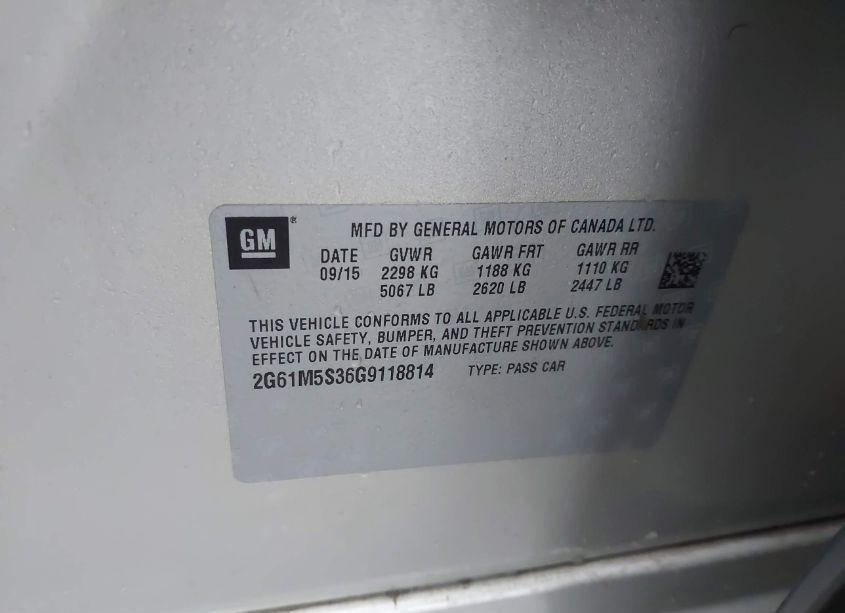 GM®
MFD BY GENERAL MOTORS OF CANADA LTD.
DATE GVWR GAWR FRT GAWR RR
09/15 2298 KG 1188 KG 1110 KG
5067 LB 2620 LB 2447 LB
THIS VEHICLE CONFORMS TO ALL APPLICABLE U.S. FEDERAL MOTOR
VEHICLE SAFETY, BUMPER, AND THEFT PREVENTION STANDARDS IN
EFFECT ON THE DATE OF MANUFACTURE SHOWN ABOVE.
2G61M5S36G9118814 TYPE: PASS CAR